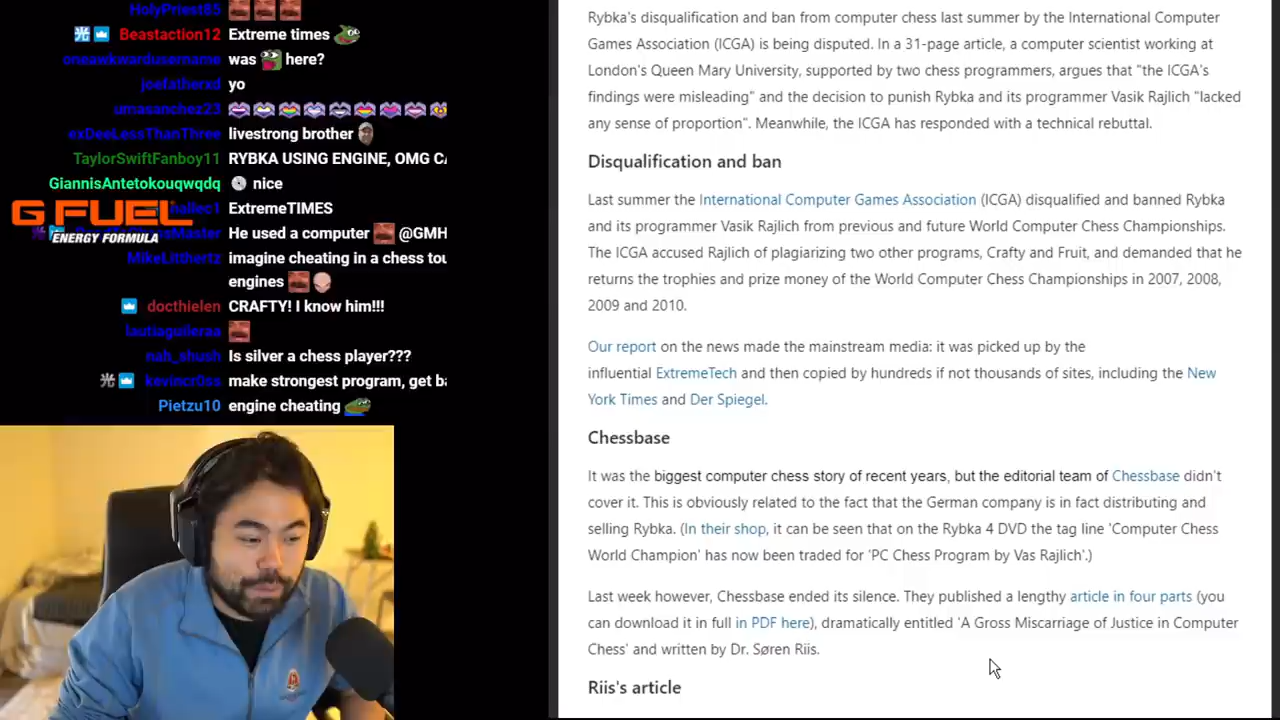 HolyPriest85
Beastaction12 Extreme times
oneawkwardusername was here?
joefatherxd yo
umasanchez23
exDeeLessThanThree livestrong brother
TaylorSwiftFanboy11 RYBKA USING ENGINE, OMG
GiannisAntetokouqwqdq nice
ExtremeTIMES
G FUEL
ENERGY FORMULA
He used a computer @GMH
MikeLitthertz imagine cheating in a chess
engines
docthielen CRAFTY! I know him!!!
lautiaguileraa
nah_shush Is silver a chess player???
kevincr0ss make strongest program, get
Pietzu10 engine cheating
Rybka's disqualification and ban from computer chess last summer by the International Computer
Games Association (ICGA) is being disputed. In a 31-page article, a computer scientist working at
London's Queen Mary University, supported by two chess programmers, argues that "the ICGA's
findings were misleading" and the decision to punish Rybka and its programmer Vasik Rajlich "lacked
any sense of proportion". Meanwhile, the ICGA has responded with a technical rebuttal.
Disqualification and ban
Last summer the International Computer Games Association (ICGA) disqualified and banned Rybka
and its programmer Vasik Rajlich from previous and future World Computer Chess Championships.
The ICGA accused Rajlich of plagiarizing two other programs, Crafty and Fruit, and demanded that he
returns the trophies and prize money of the World Computer Chess Championships in 2007, 2008,
2009 and 2010.
Our report on the news made the mainstream media: it was picked up by the
influential ExtremeTech and then copied by hundreds if not thousands of sites, including the New
York Times and Der Spiegel.
Chessbase
It was the biggest computer chess story of recent years, but the editorial team of Chessbase didn't
cover it. This is obviously related to the fact that the German company is in fact distributing and
selling Rybka. (In their shop, it can be seen that on the Rybka 4 DVD the tag line 'Computer Chess
World Champion' has now been traded for 'PC Chess Program by Vas Rajlich'.)
Last week however, Chessbase ended its silence. They published a lengthy article in four parts (you
can download it in full in PDF here), dramatically entitled 'A Gross Miscarriage of Justice in Computer
Chess' and written by Dr. Søren Riis.
Riis's article